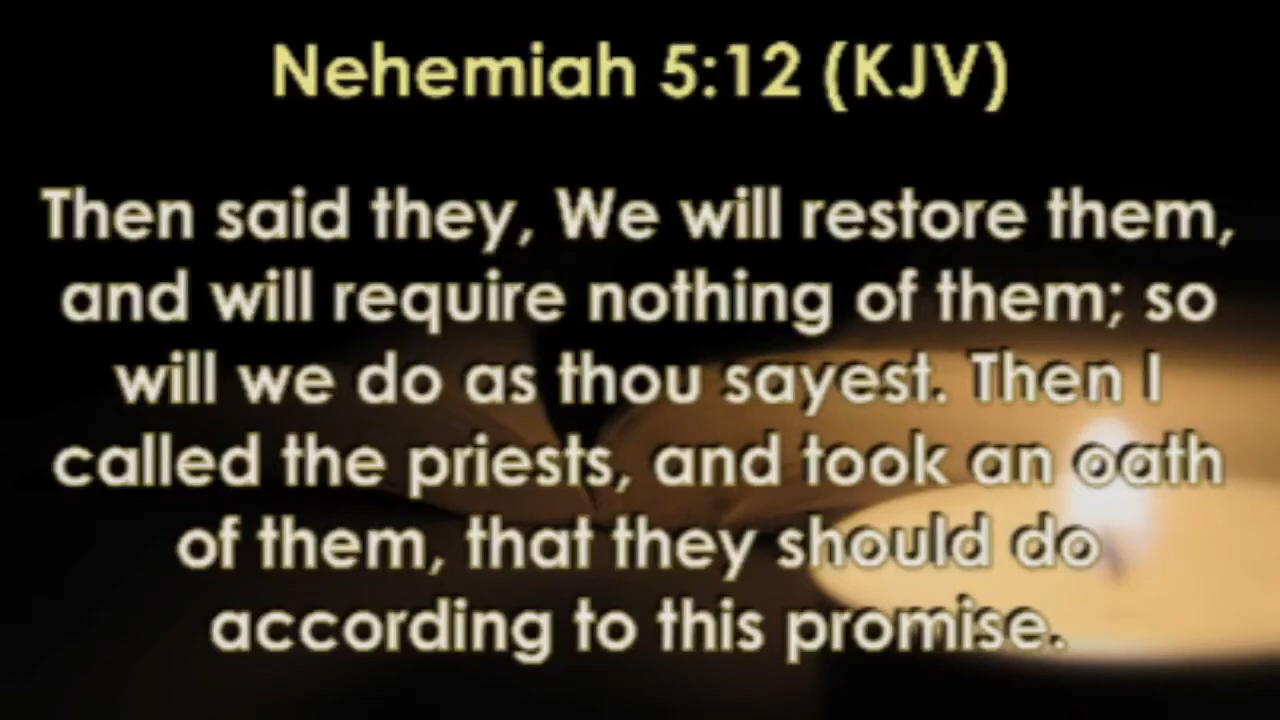 Nehemiah 5:12 (KJV)
Then said they, We will restore them,
and will require nothing of them; so
will we do as thou sayest. Then I
called the priests, and took an oath
of them, that they should do
according to this promise.